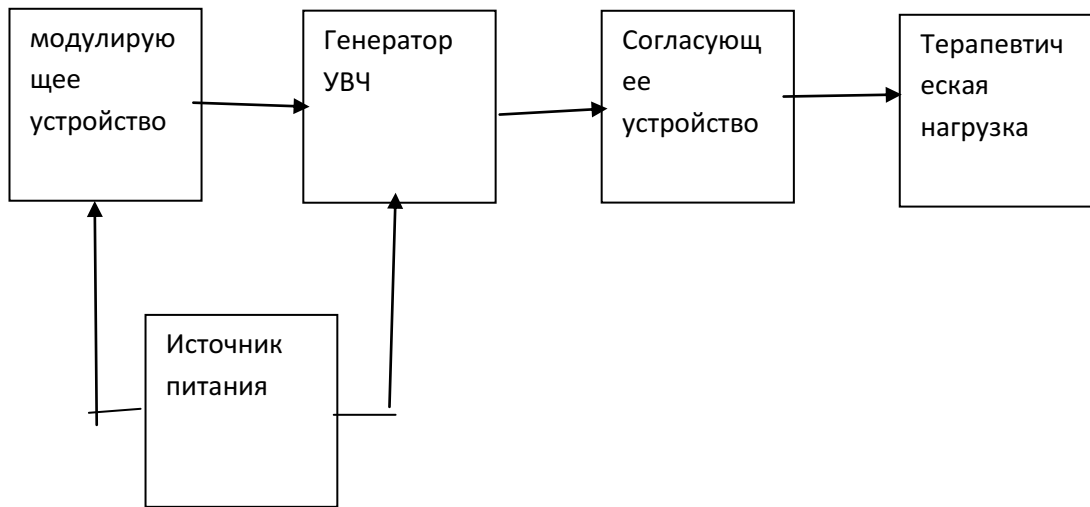 модулирую
щее
устройство
Генератор
УВЧ
Согласующ
ее
устройство
Терапевтич
еская
нагрузка
Источник
питания